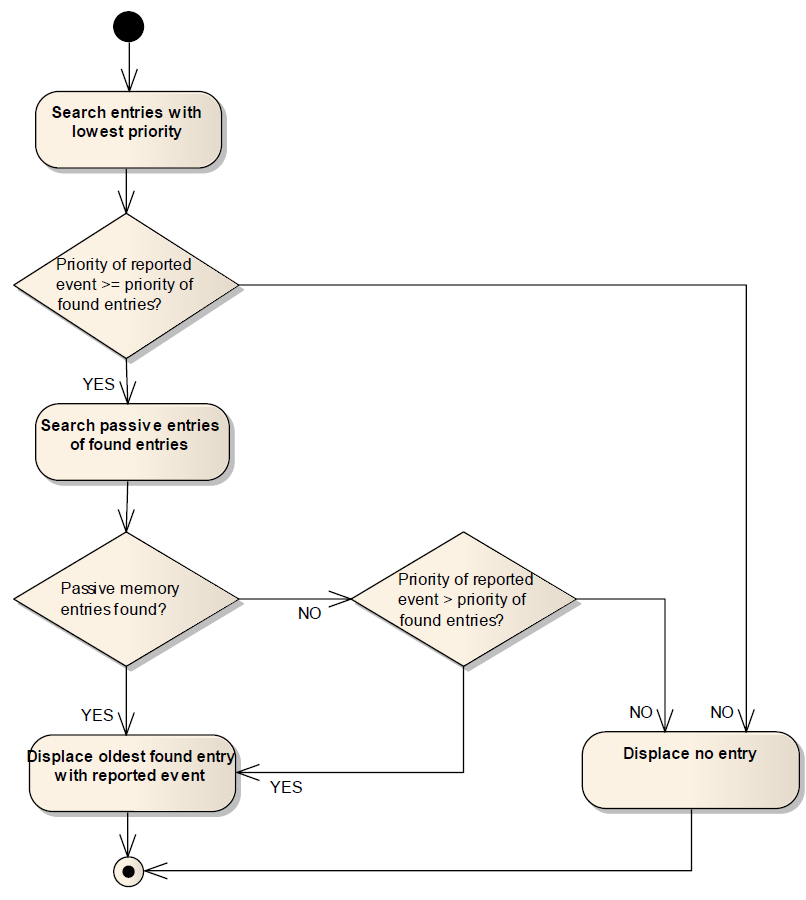 Search entries with
lowest priority
Priority of reported
event >= priority of
found entries?
YES
Search passive entries
of found entries
Passive memory
entries found?
NO
Priority of reported
event > priority of
found entries?
YES
NO
NO
Displace oldest found entry
with reported event
YES
Displace no entry